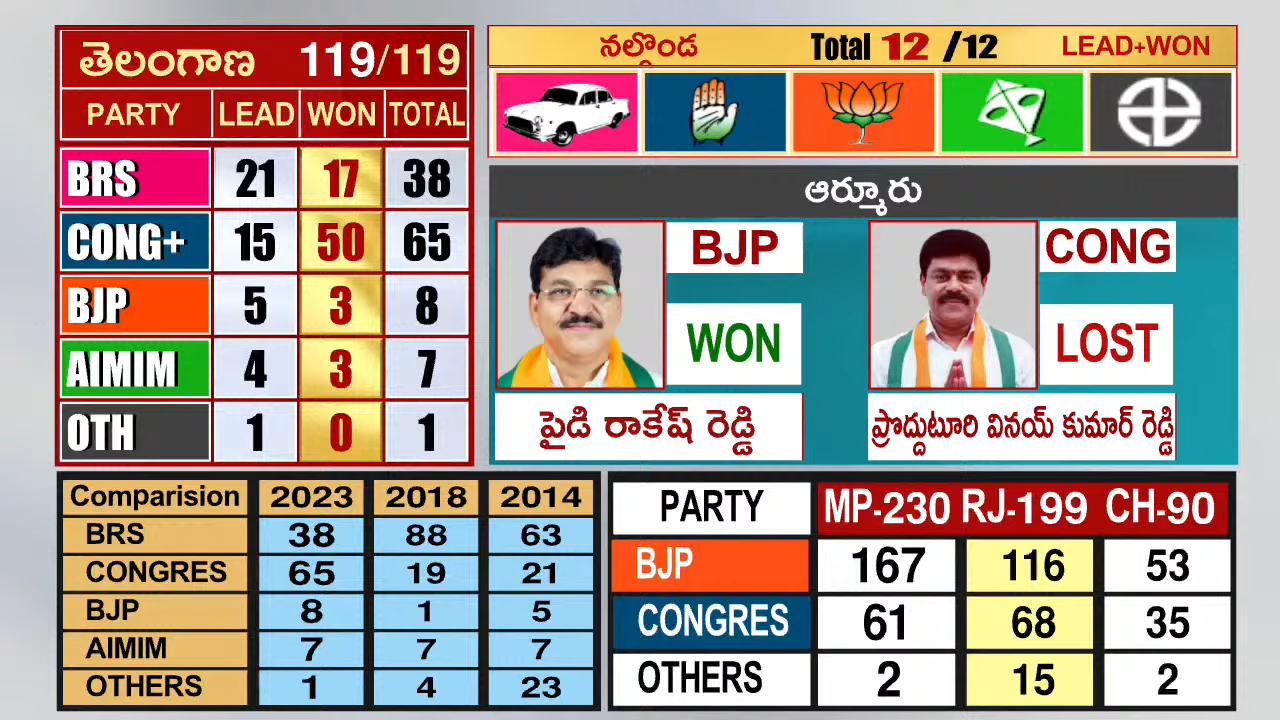 తెలంగాణ 119/119
PARTY LEAD WON TOTAL
BRS 21 17 38
CONG+ 15 50 65
BJP 5 3 8
AIMIM 4 3 7
OTH 1 0 1
నల్గొండ Total 12 /12 LEAD+WON
ఆర్మూరు
BJP
WON
పైడి రాకేష్ రెడ్డి
CONG
LOST
ప్రొద్దుటూరి వినయ్ కుమార్ రెడ్డి
Comparision 2023 2018 2014
BRS 38 88 63
CONGRES 65 19 21
BJP 8 1 5
AIMIM 7 7 7
OTHERS 1 4 23
PARTY MP-230 RJ-199 CH-90
BJP 167 116 53
CONGRES 61 68 35
OTHERS 2 15 2